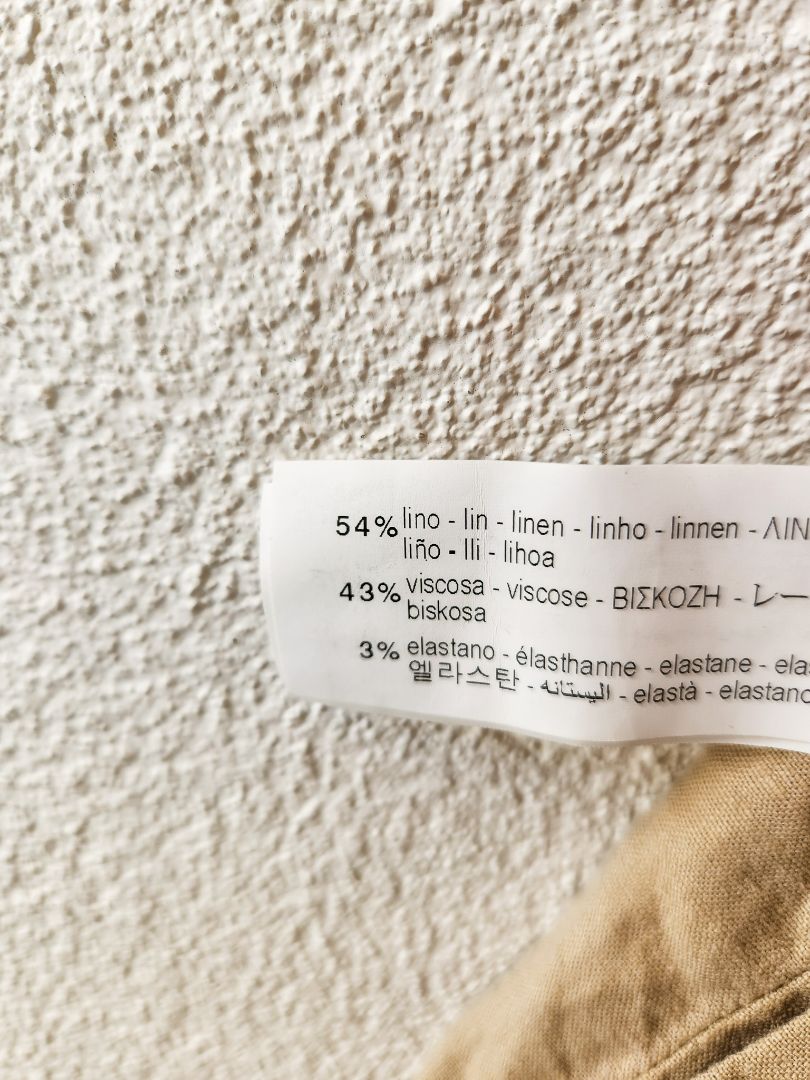 54% lino - lin - linen - linho - linnen - ΛΙΝ
liño - lli - lihoa
43% viscosa - viscose - ΒΙΣΚΟΖΗ - レー
biskosa
3% elastano - élasthanne - elastane - ela
엘라스탄 - اليستانه - elastà - elastano